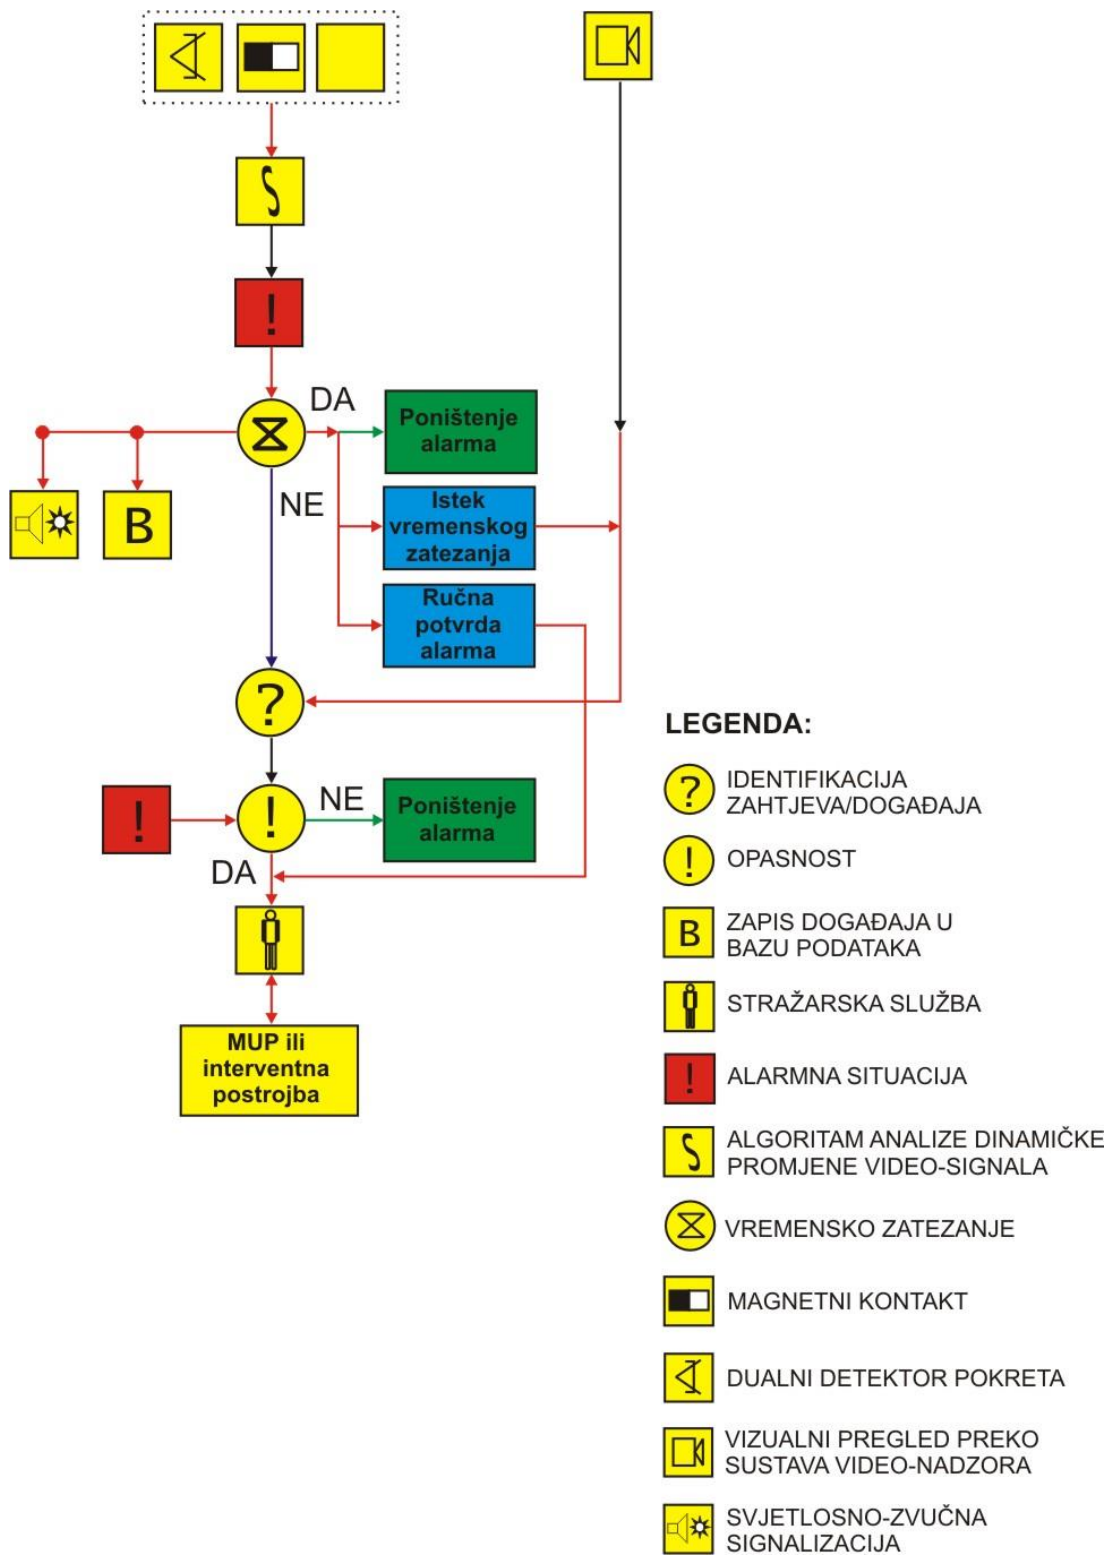 !
DA
Poništenje
alarma
NE
B
Istek
vremenskog
zatezanja
Ručna
potvrda
alarma
?
!
!
NE
Poništenje
alarma
DA
MUP ili
interventna
postrojba
LEGENDA:
?
IDENTIFIKACIJA
ZAHTJEVA/DOGAĐAJA
!
OPASNOST
B
ZAPIS DOGAĐAJA U
BAZU PODATAKA
STRAŽARSKA SLUŽBA
!
ALARMNA SITUACIJA
ALGORITAM ANALIZE DINAMIČKE
PROMJENE VIDEO-SIGNALA
VREMENSKO ZATEZANJE
MAGNETNI KONTAKT
DUALNI DETEKTOR POKRETA
VIZUALNI PREGLED PREKO
SUSTAVA VIDEO-NADZORA
SVJETLOSNO-ZVUČNA
SIGNALIZACIJA